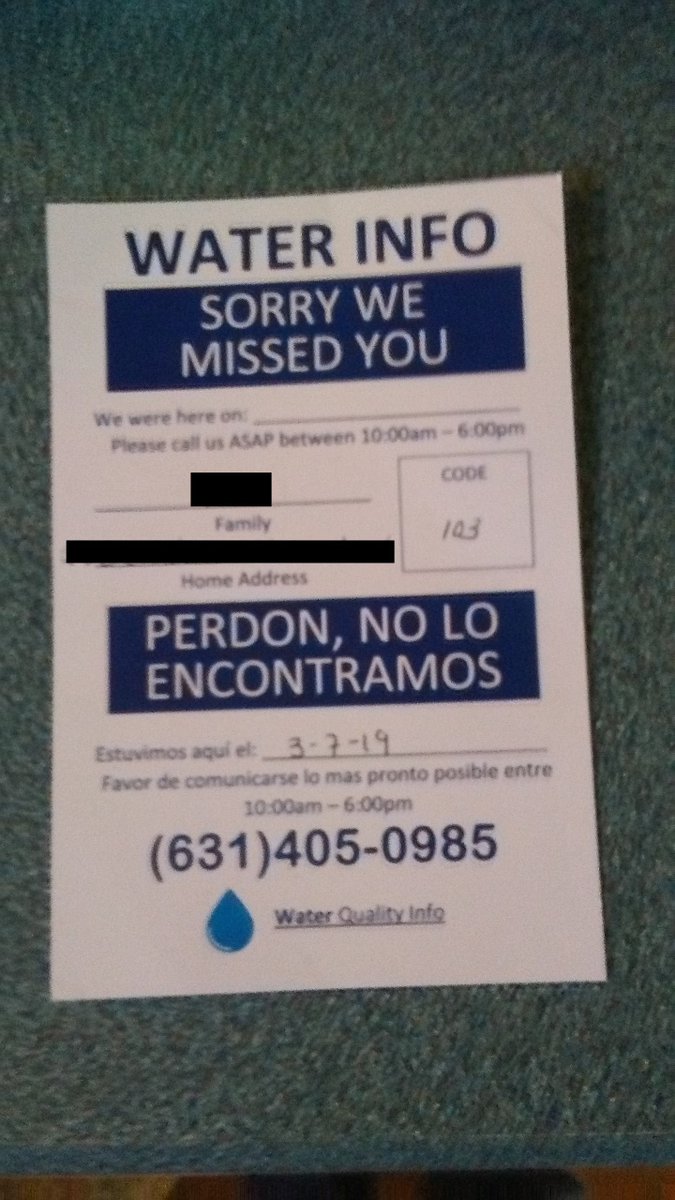 WATER INFO
SORRY WE
MISSED YOU
We were here on:
Please call us ASAP between 10:00am – 6:00pm
CODE
103
Family
Home Address
PERDON, NO LO
ENCONTRAMOS
Estuvimos aquí el: 3-7-19
Favor de comunicarse lo mas pronto posible entre
10:00am – 6:00pm
(631)405-0985
Water Quality Info